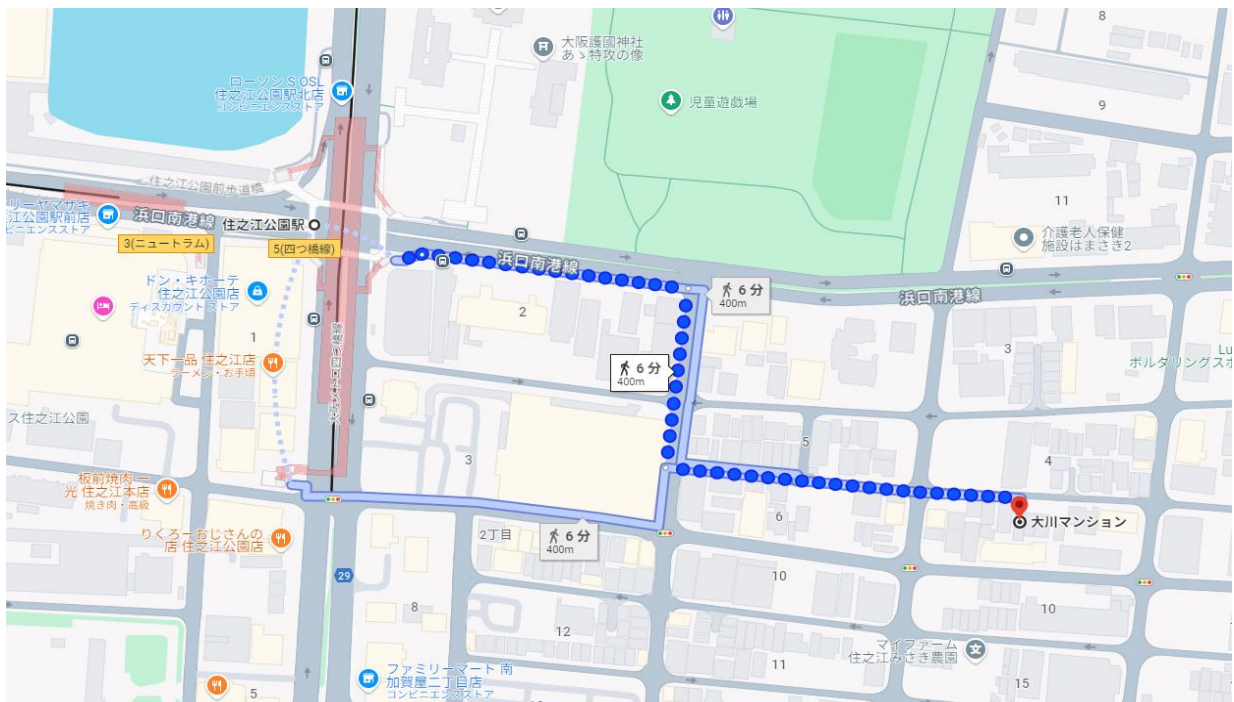 8
大阪護國神社
あゝ特攻の像
ローソン S OSL
住之江公園駅北店
コンビニエンスストア
児童遊戯場
9
住之江公園前歩道橋
11
リーヤマザキ
江公園駅前店
ビニエンスストア
浜口南港線
住之江公園駅
3(ニュートラム)
5(四つ橋線)
介護老人保健
施設はまさき2
浜口南港線
ドン・キホーテ
住之江公園店
ディスカウント ストア
6 分
400m
浜口南港線
2
1
天下一品 住之江店
ラーメン・お手頃
6 分
400m
3
Lu
ボルダリングスポ
ス住之江公園
5
3
4
板前焼肉 一
光 住之江本店
焼き肉・高級
6
大川マンション
りくろーおじさんの
店 住之江公園店
2丁目
6 分
400m
29
10
8
10
12
マイファーム
住之江みさき農園
11
ファミリーマート 南
加賀屋二丁目店
コンビニエンスストア
15
5